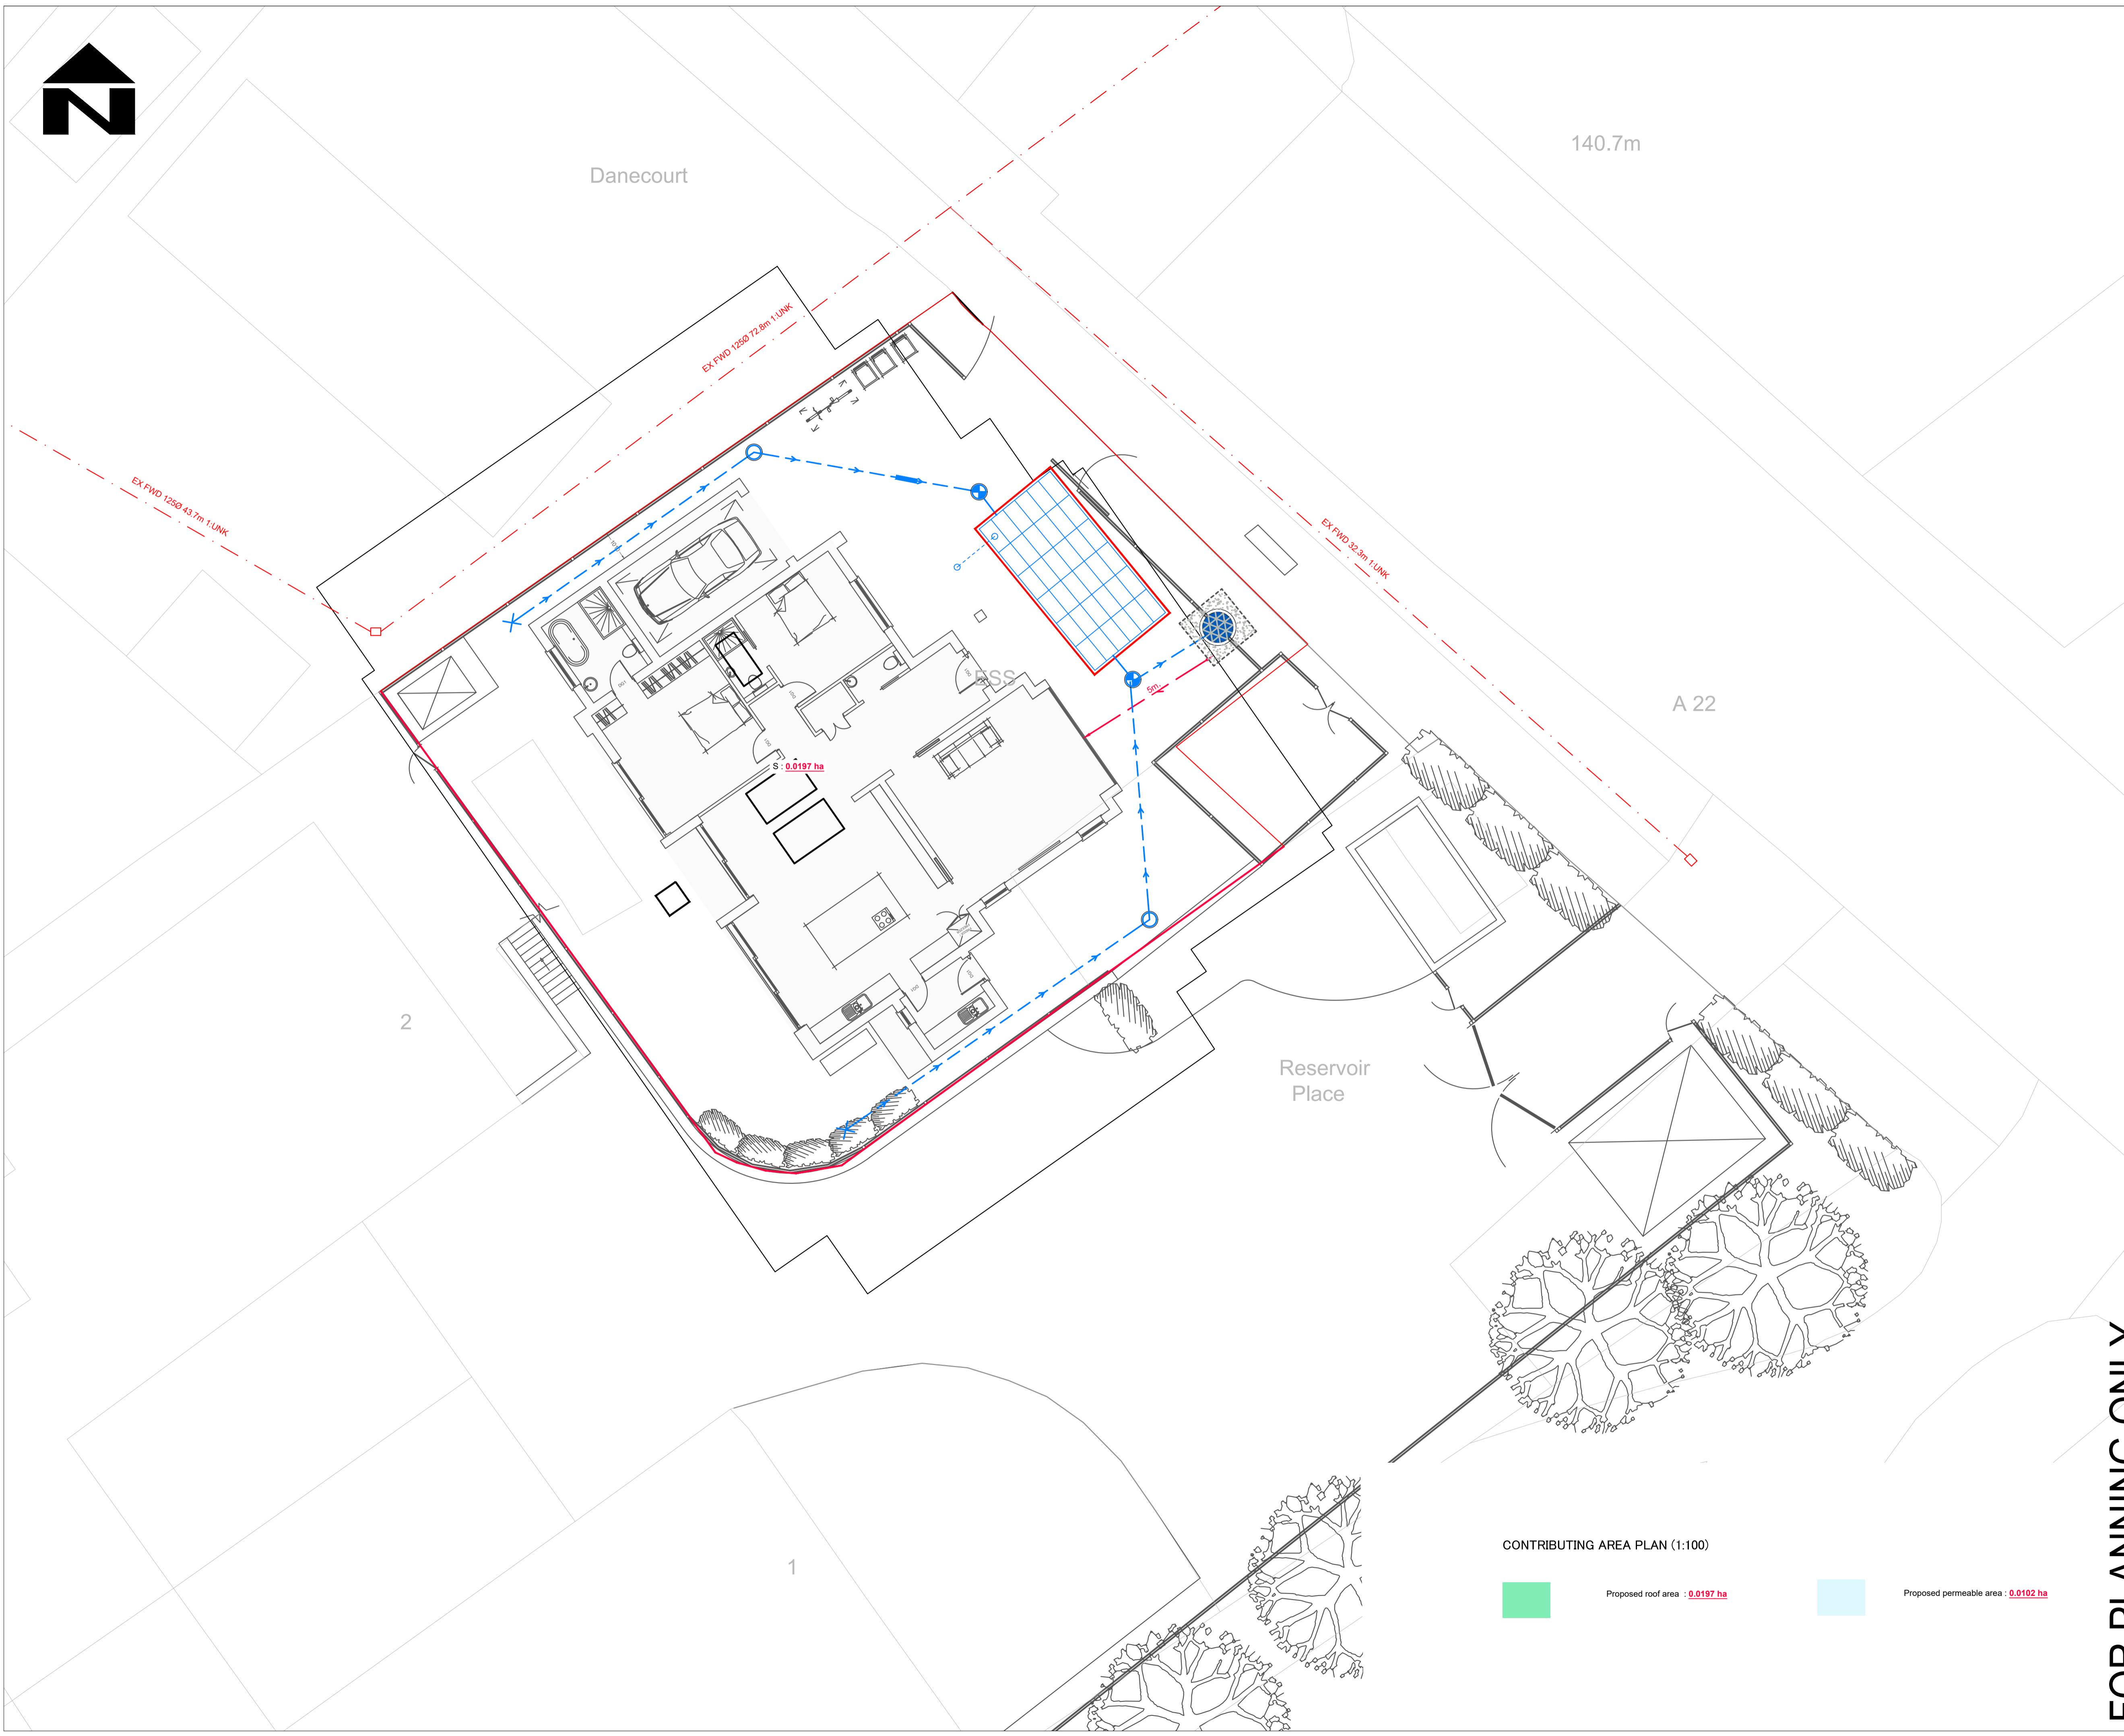 N
140.7m
Danecourt
EX FWD 125Ø 72.8m 1:UNK
EX FWD 125Ø 43.7m 1:UNK
EX FWD 32.3m 1:UNK
ESS
5m.
A 22
S : 0.0197 ha
2
Reservoir
Place
1
CONTRIBUTING AREA PLAN (1:100)
Proposed roof area : 0.0197 ha
Proposed permeable area : 0.0102 ha
FOR PLANNING ONLY